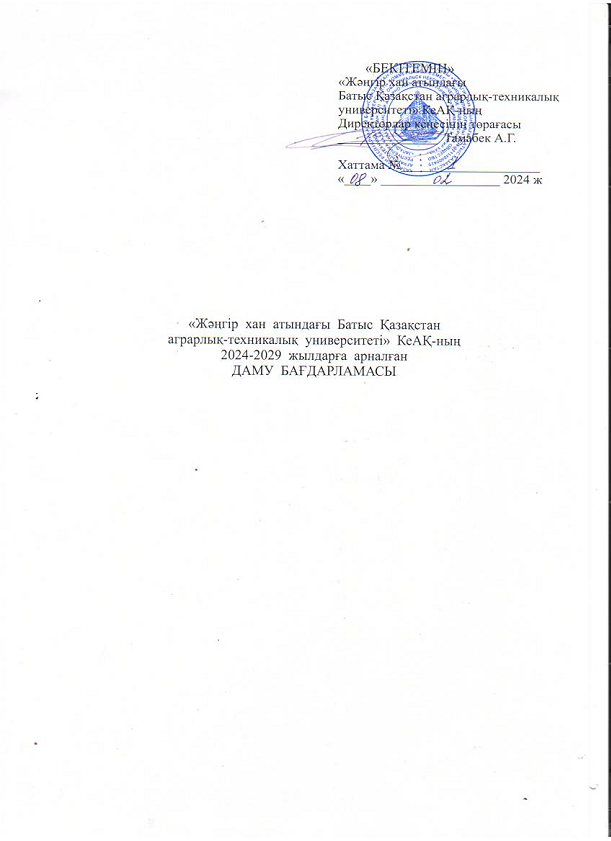 «БЕКІТЕМІН»
«Жәңгір хан атындағы
Батыс Қазақстан аграрлық-техникалық
университеті» КеАҚ-ның
Директорлар кеңесінің төрағасы
Тамабек А.Г.
Хаттама №
« 08 » 02 2024 ж
«Жәңгір хан атындағы Батыс Қазақстан
аграрлық-техникалық университеті» КеАҚ-ның
2024-2029 жылдарға арналған
ДАМУ БАҒДАРЛАМАСЫ